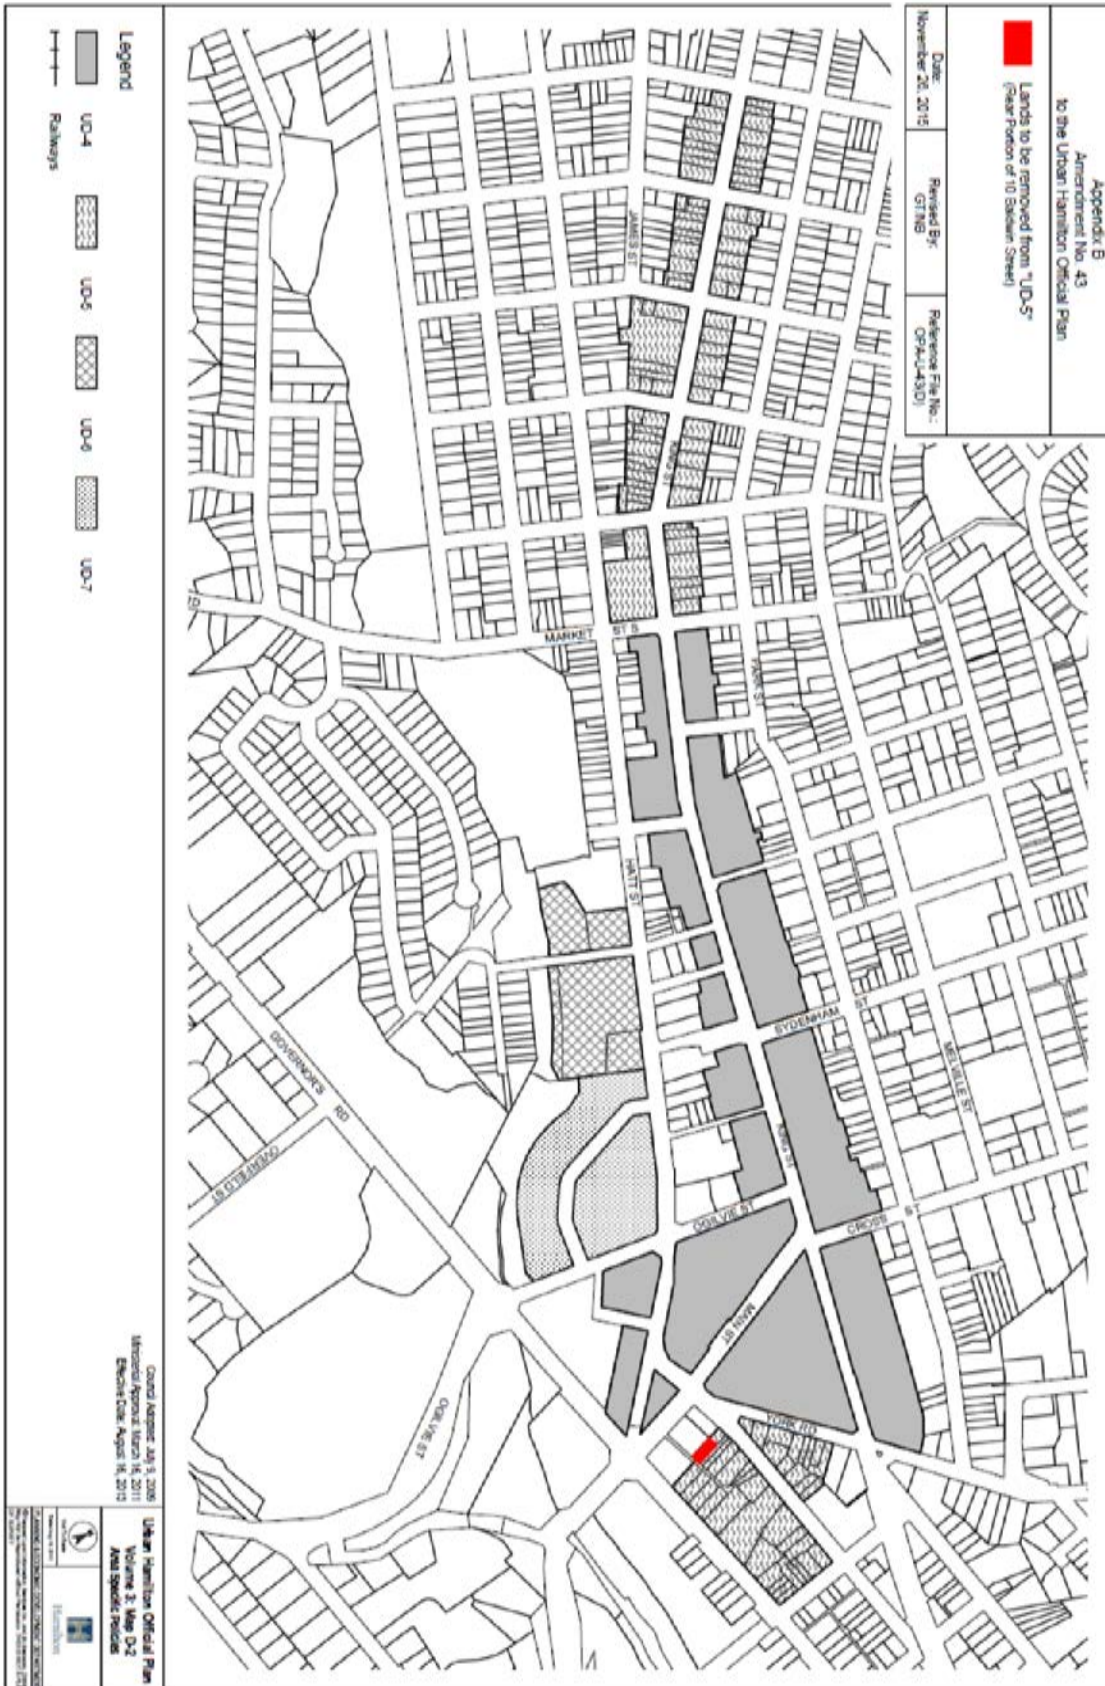 Appendix B
Amendment No. 43
to the Urban Hamilton Official Plan
Lands to be removed from "UD-5"
(Rear Portion of 10 Baldwin Street)
Date:
November 26, 2015
Revised By:
GT/NB
Reference File No.:
OPA-U-43(D)
MELVILLE ST
SYDENHAM ST
CROSS ST
PARK ST
KING ST
KING ST
YORK RD
MAIN ST
OGILVIE ST
JAMES ST
MARKET ST S
HATT ST
GOVERNOR'S RD
OVERFIELD ST
OGILVIE ST
Legend
UD-4
UD-5
UD-6
UD-7
Railways
Council Adopted: July 9, 2009
Ministerial Approval: March 16, 2011
Effective Date: August 16, 2013
Urban Hamilton Official Plan
Volume 3: Map D-2
Area Specific Policies
Hamilton